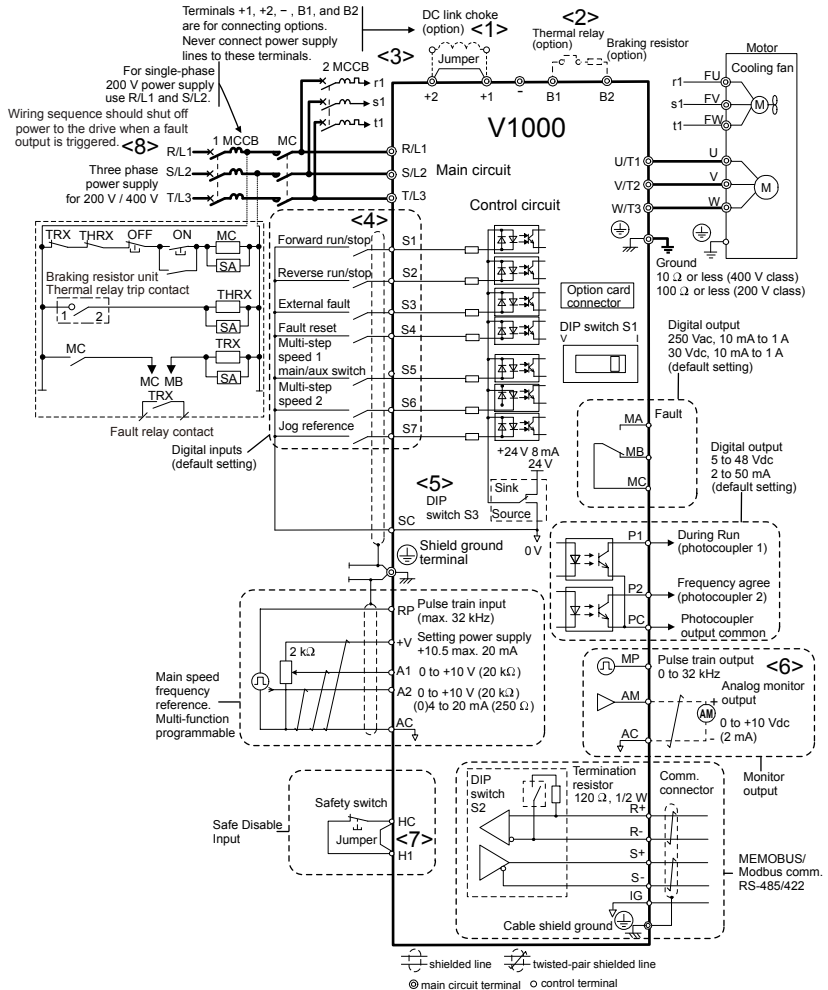 Terminals +1, +2, − , B1, and B2
are for connecting options.
Never connect power supply
lines to these terminals.
DC link choke
(option) <1>
Jumper
+2
+1
−
B1
B2
<2>
Thermal relay
(option)
Braking resistor
(option)
Motor
Cooling fan
r1
FU
s1
FV
t1
FW
M
<3>
2 MCCB
r1
s1
t1
For single-phase
200 V power supply
use R/L1 and S/L2.
Wiring sequence should shut off
power to the drive when a fault
output is triggered.
<8>
1 MCCB
MC
R/L1
S/L2
T/L3
R/L1
S/L2
T/L3
Three phase
power supply
for 200 V / 400 V
V1000
Main circuit
Control circuit
U/T1
V/T2
W/T3
U
V
W
M
Ground
10 Ω or less (400 V class)
100 Ω or less (200 V class)
TRX
THRX
OFF
ON
MC
SA
Braking resistor unit
Thermal relay trip contact
1
2
THRX
SA
MC
TRX
SA
MC
MB
TRX
Fault relay contact
<4>
Forward run/stop
S1
Reverse run/stop
S2
External fault
S3
Fault reset
S4
Multi-step
speed 1
main/aux switch
S5
Multi-step
speed 2
S6
Jog reference
S7
Digital inputs
(default setting)
Option card
connector
DIP switch S1
V
I
+24 V 8 mA
24 V
Sink
Source
0 V
<5>
DIP
switch S3
SC
Shield ground
terminal
Digital output
250 Vac, 10 mA to 1 A
30 Vdc, 10 mA to 1 A
(default setting)
Fault
MA
MB
MC
Digital output
5 to 48 Vdc
2 to 50 mA
(default setting)
P1
During Run
(photocoupler 1)
P2
Frequency agree
(photocoupler 2)
PC
Photocoupler
output common
Main speed
frequency
reference.
Multi-function
programmable
2 kΩ
RP
Pulse train input
(max. 32 kHz)
+V
Setting power supply
+10.5 max. 20 mA
A1
0 to +10 V (20 kΩ)
A2
0 to +10 V (20 kΩ)
(0)4 to 20 mA (250 Ω)
AC
MP
Pulse train output
0 to 32 kHz
<6>
AM
Analog monitor
output
+
AM
0 to +10 Vdc
(2 mA)
−
AC
Monitor
output
Safe Disable
Input
Safety switch
Jumper
HC
H1
<7>
DIP
switch
S2
Termination
resistor
120 Ω, 1/2 W
Comm.
connector
R+
R-
S+
S-
IG
Cable shield ground
MEMOBUS/
Modbus comm.
RS-485/422
shielded line
twisted-pair shielded line
main circuit terminal
control terminal